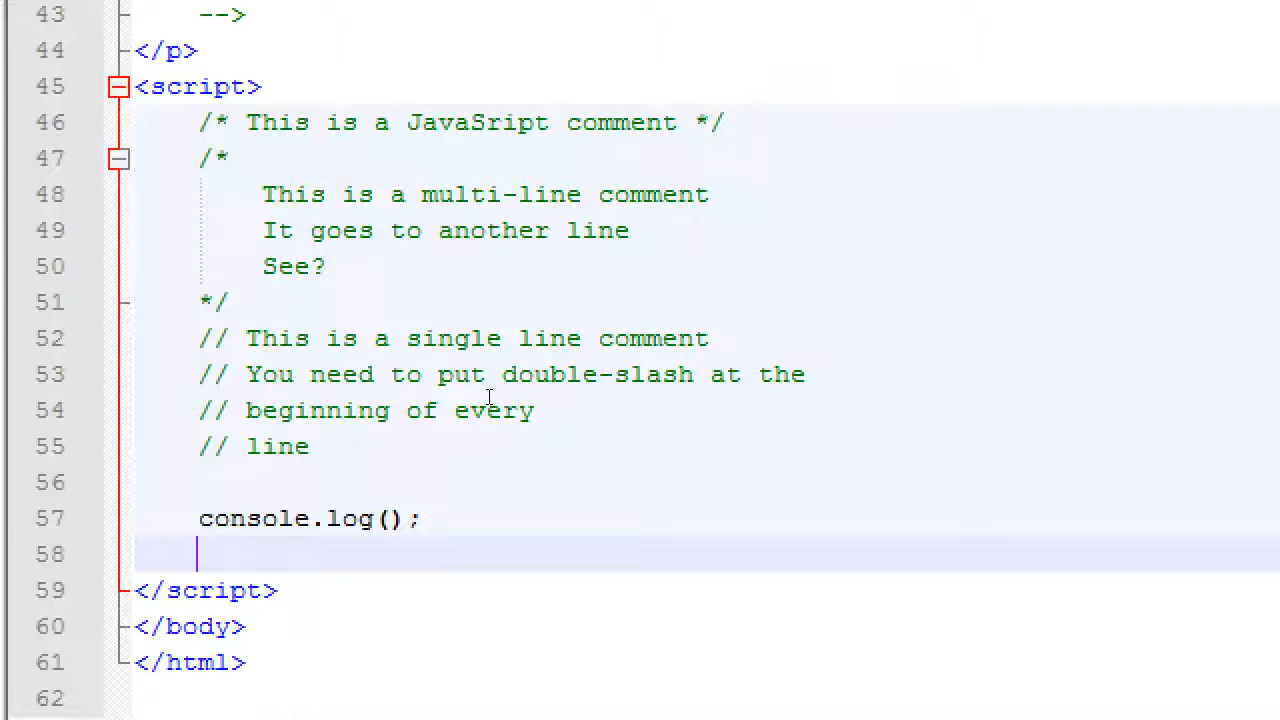 43 -->
44 </p>
45 <script>
46 /* This is a JavaSript comment */
47 /*
48 This is a multi-line comment
49 It goes to another line
50 See?
51 */
52 // This is a single line comment
53 // You need to put double-slash at the
54 // beginning of every
55 // line
56
57 console.log();
58
59 </script>
60 </body>
61 </html>
62